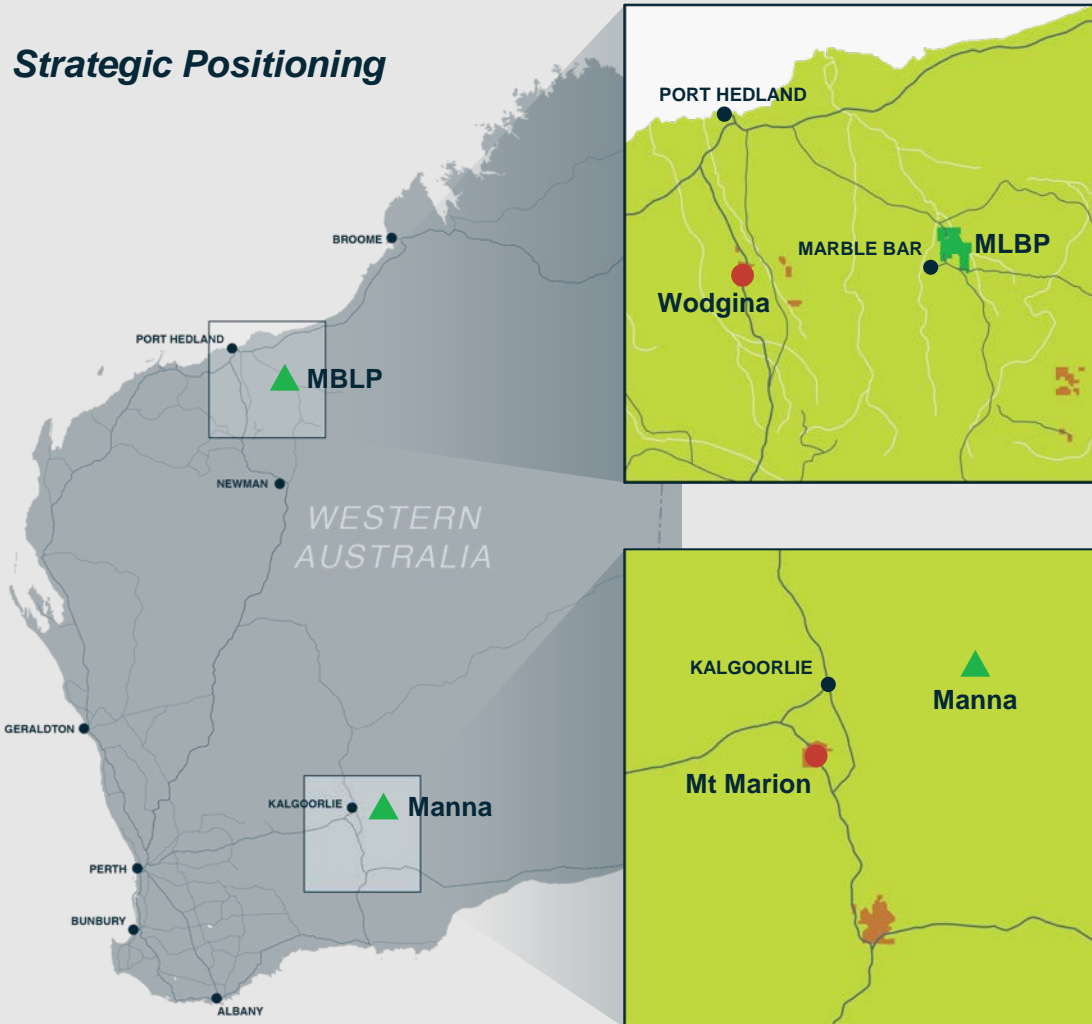 Strategic Positioning
BROOME
PORT HEDLAND
MBLP
NEWMAN
WESTERN
AUSTRALIA
GERALDTON
KALGOORLIE
Manna
PERTH
BUNBURY
ALBANY
PORT HEDLAND
MARBLE BAR
MLBP
Wodgina
KALGOORLIE
Manna
Mt Marion